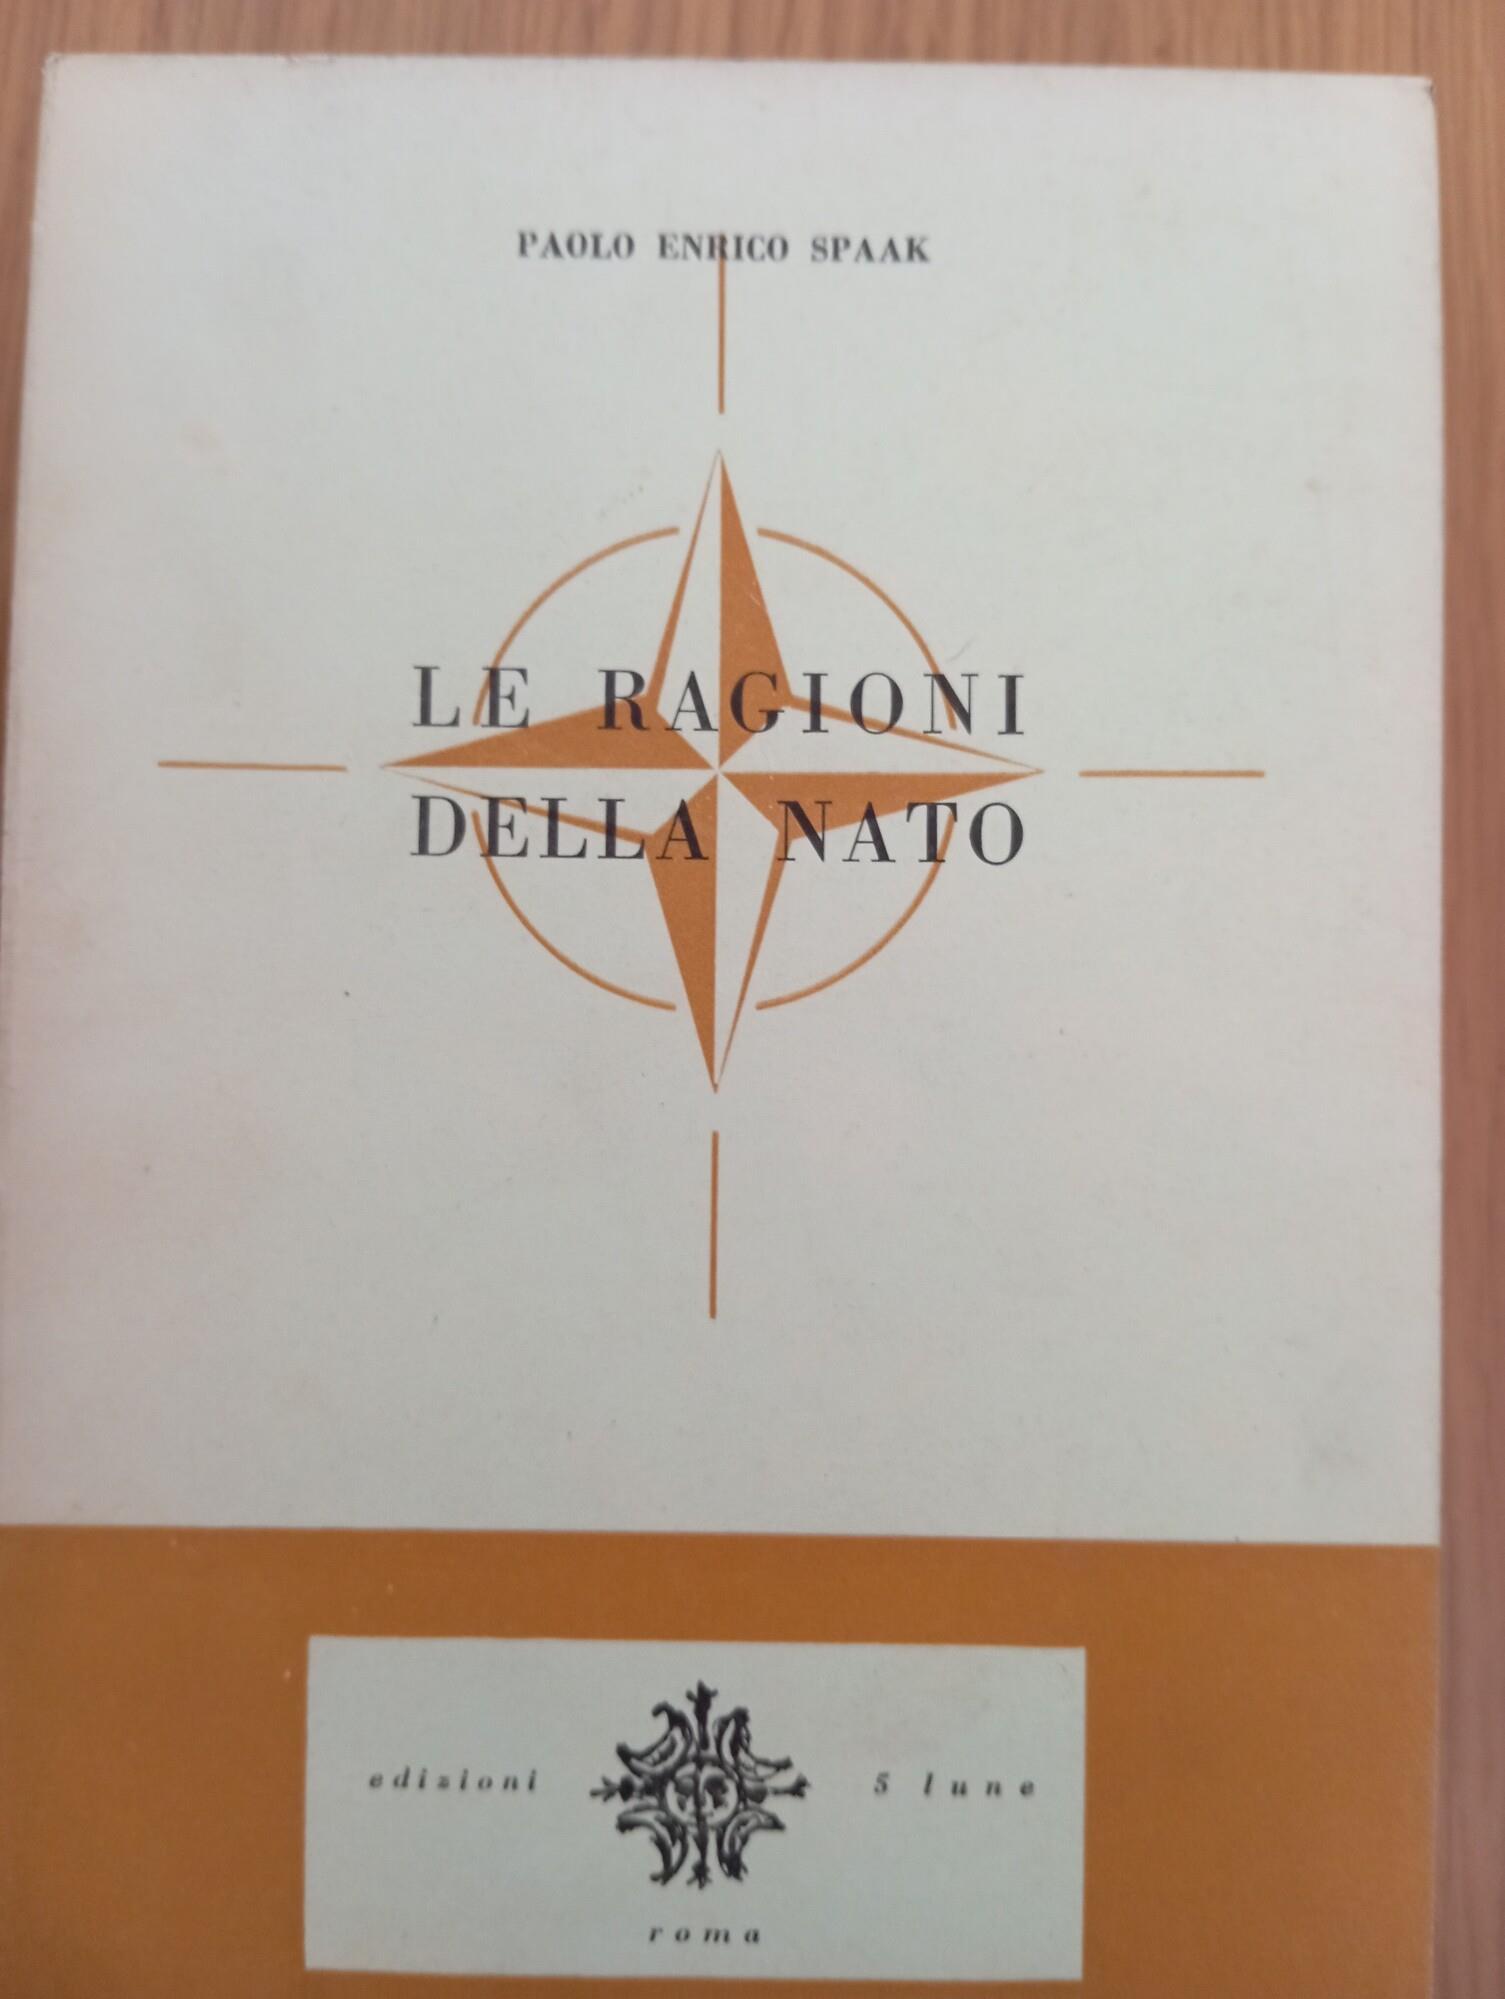 PAOLO ENRICO SPAAK
LE RAGIONI
DELLA NATO
edizioni 5 lune
roma